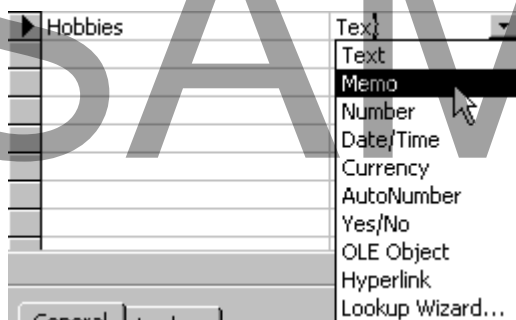 Hobbies Text
Text
Memo
Number
Date/Time
Currency
AutoNumber
Yes/No
OLE Object
Hyperlink
Lookup Wizard...
General